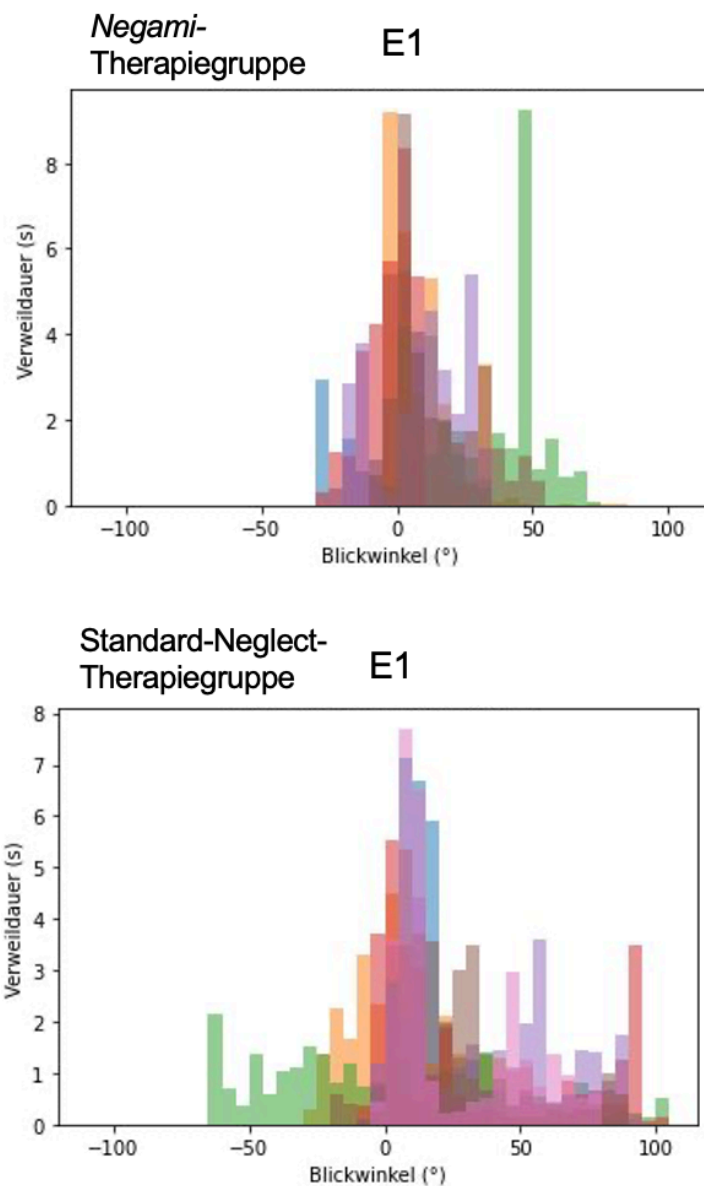 Negami-
Therapiegruppe
E1
8
6
4
2
0
Verweildauer (s)
−100 −50 0 50 100
Blickwinkel (°)
Standard-Neglect-
Therapiegruppe
E1
8
7
6
5
4
3
2
1
0
Verweildauer (s)
−100 −50 0 50 100
Blickwinkel (°)